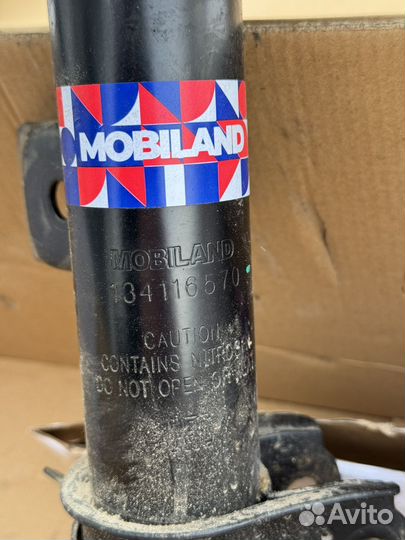 MOBILAND
MOBILAND
134116570
CAUTION
CONTAINS
DO NOT OPEN
Avito